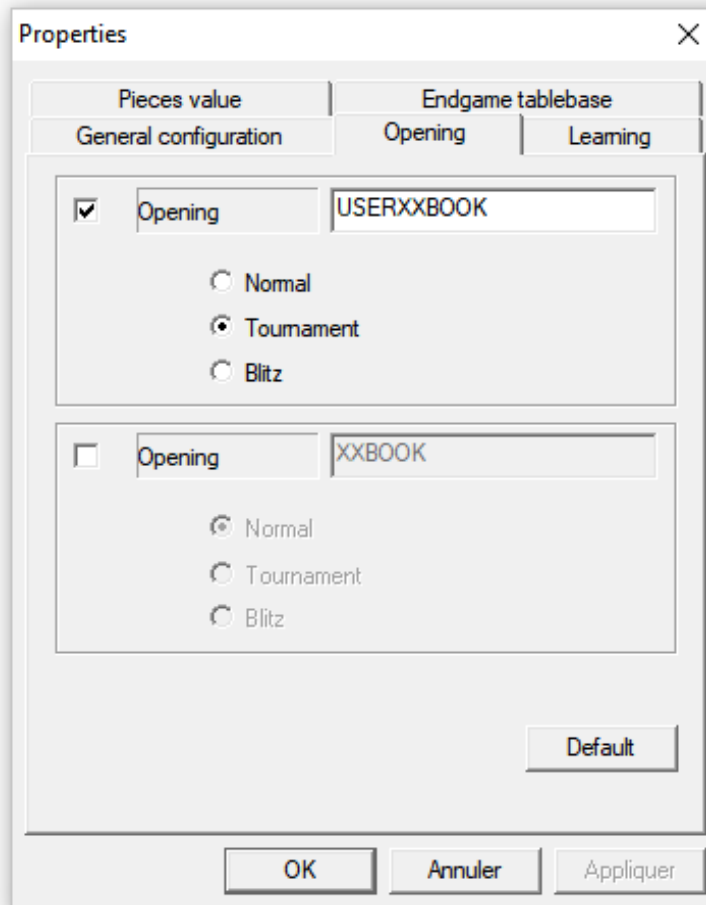 Properties
Pieces value Endgame tablebase
General configuration Opening Learning
Opening USERXXBOOK
Normal
Tournament
Blitz
Opening XXBOOK
Normal
Tournament
Blitz
Default
OK Annuler Appliquer